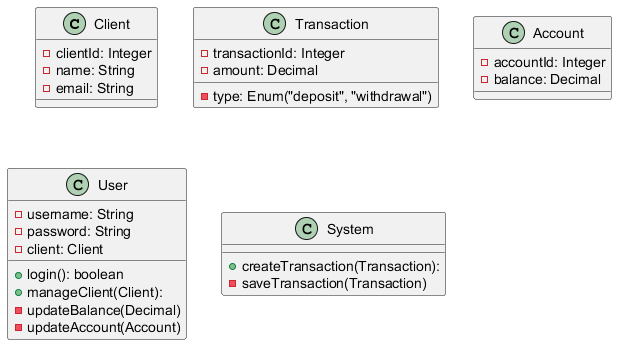 C Client
clientId: Integer
name: String
email: String
C Transaction
transactionId: Integer
amount: Decimal
type: Enum("deposit", "withdrawal")
C Account
accountId: Integer
balance: Decimal
C User
username: String
password: String
client: Client
login(): boolean
manageClient(Client):
updateBalance(Decimal)
updateAccount(Account)
C System
createTransaction(Transaction):
saveTransaction(Transaction)